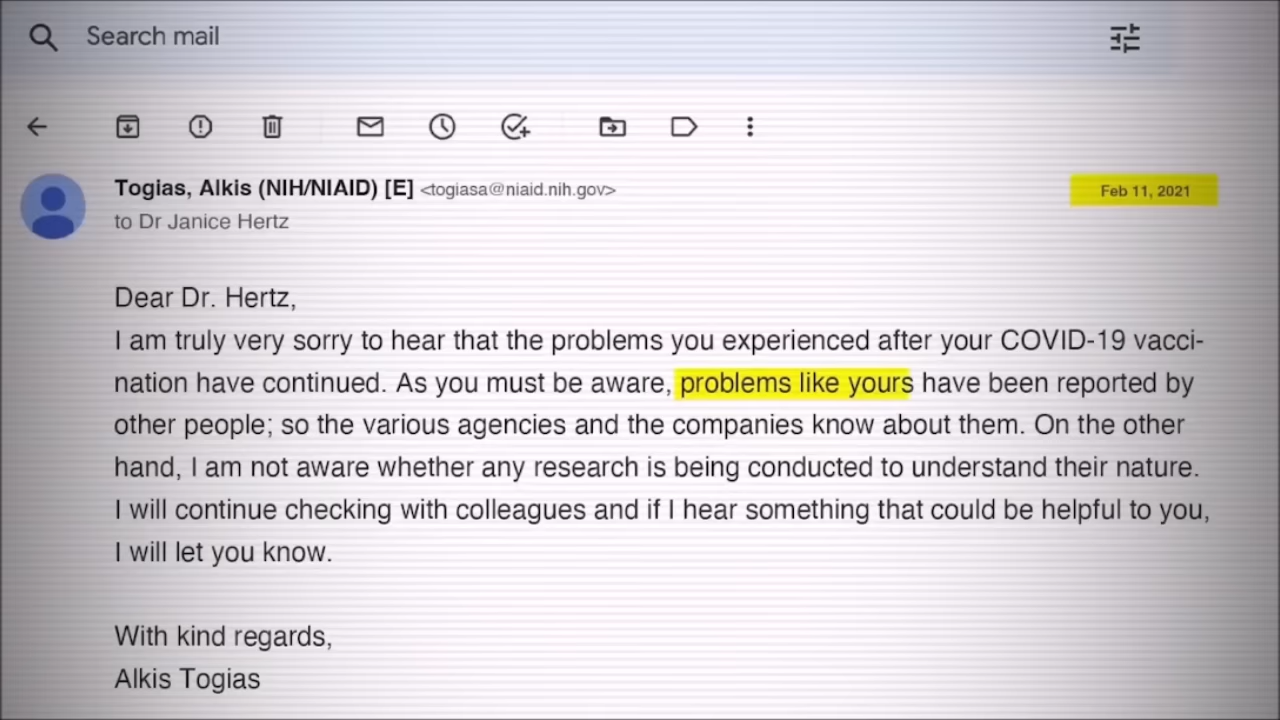 Search mail
Togias, Alkis (NIH/NIAID) [E] <togiasa@niaid.nih.gov>
Feb 11, 2021
to Dr Janice Hertz
Dear Dr. Hertz,
I am truly very sorry to hear that the problems you experienced after your COVID-19 vacci-
nation have continued. As you must be aware, problems like yours have been reported by
other people; so the various agencies and the companies know about them. On the other
hand, I am not aware whether any research is being conducted to understand their nature.
I will continue checking with colleagues and if I hear something that could be helpful to you,
I will let you know.
With kind regards,
Alkis Togias